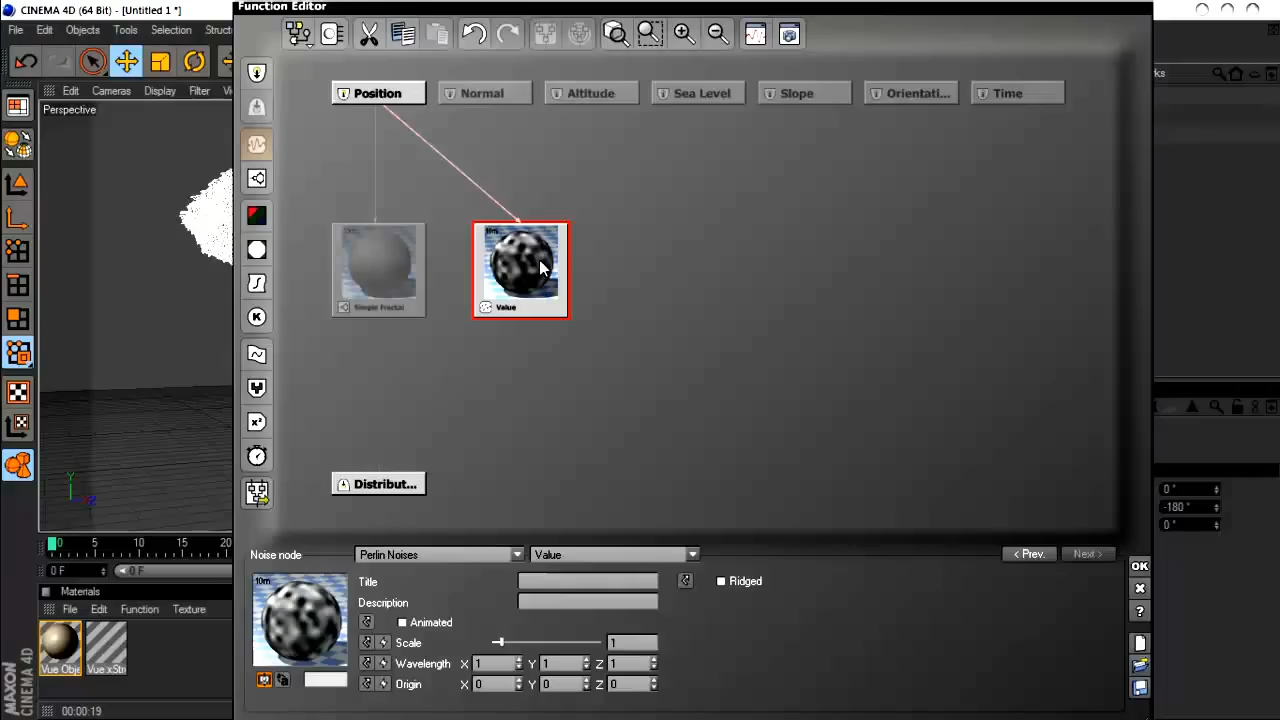 CINEMA 4D (64 Bit) - [Untitled 1 *]
Function Editor
File Edit Objects Tools Selection Struct
Edit Cameras Display Filter
Perspective
Position Normal Altitude Sea Level Slope Orientati... Time
10m
Simple Fractal
10m
Value
Distribut...
Y
Z
0 5 10 15 20
0 F 0 F
Materials
File Edit Function Texture
Vue Obje Vue xStr
00:00:19
MAXON
CINEMA 4D
Noise node Perlin Noises Value < Prev. Next >
10m
Title Ridged
Description
Animated
Scale 1
Wavelength X 1 Y 1 Z 1
Origin X 0 Y 0 Z 0
OK
0 °
-180 °
0 °